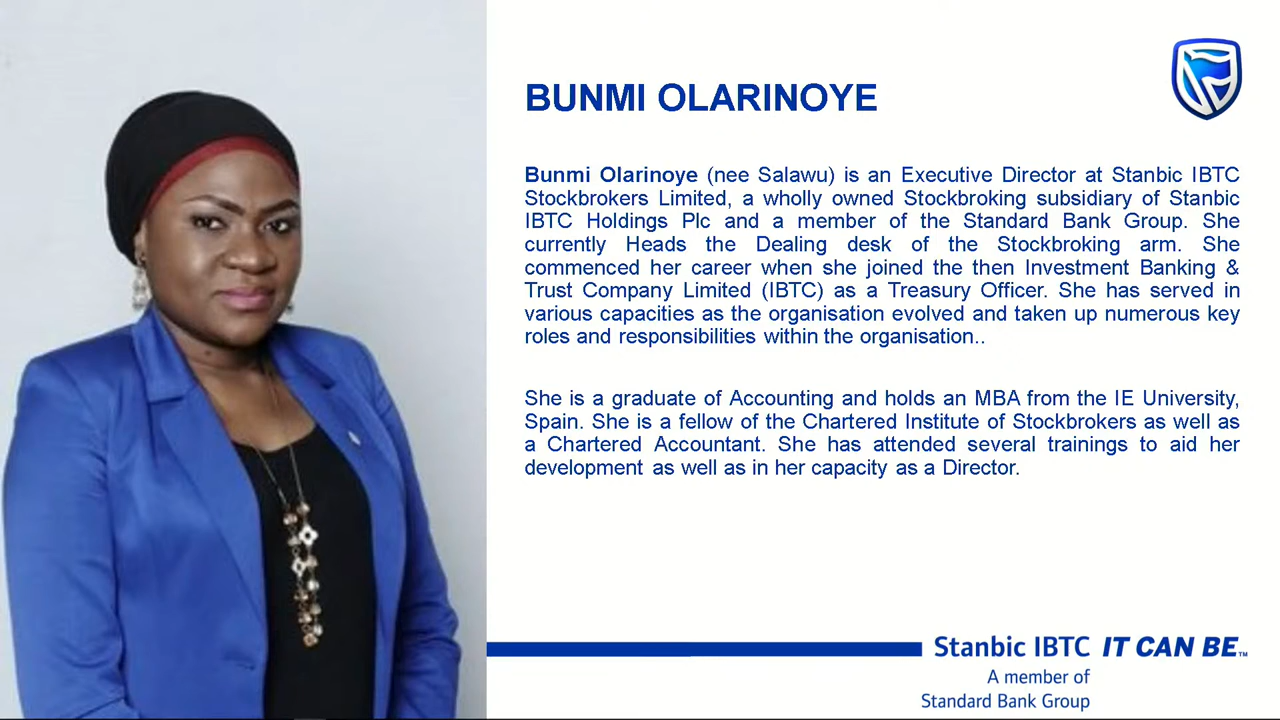 BUNMI OLARINOYE
Bunmi Olarinoye (nee Salawu) is an Executive Director at Stanbic IBTC
Stockbrokers Limited, a wholly owned Stockbroking subsidiary of Stanbic
IBTC Holdings Plc and a member of the Standard Bank Group. She
currently Heads the Dealing desk of the Stockbroking arm. She
commenced her career when she joined the then Investment Banking &
Trust Company Limited (IBTC) as a Treasury Officer. She has served in
various capacities as the organisation evolved and taken up numerous key
roles and responsibilities within the organisation..
She is a graduate of Accounting and holds an MBA from the IE University,
Spain. She is a fellow of the Chartered Institute of Stockbrokers as well as
a Chartered Accountant. She has attended several trainings to aid her
development as well as in her capacity as a Director.
Stanbic IBTC IT CAN BE™
A member of
Standard Bank Group